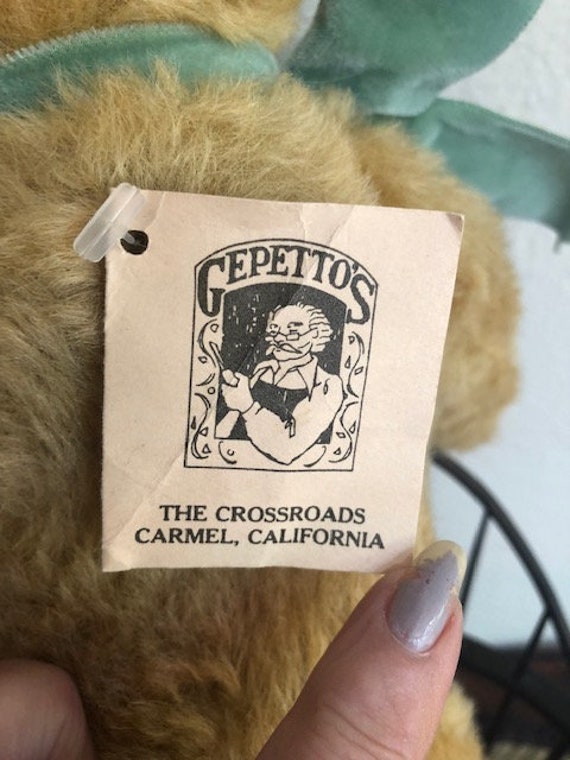 GEPETTO'S
THE CROSSROADS
CARMEL, CALIFORNIA